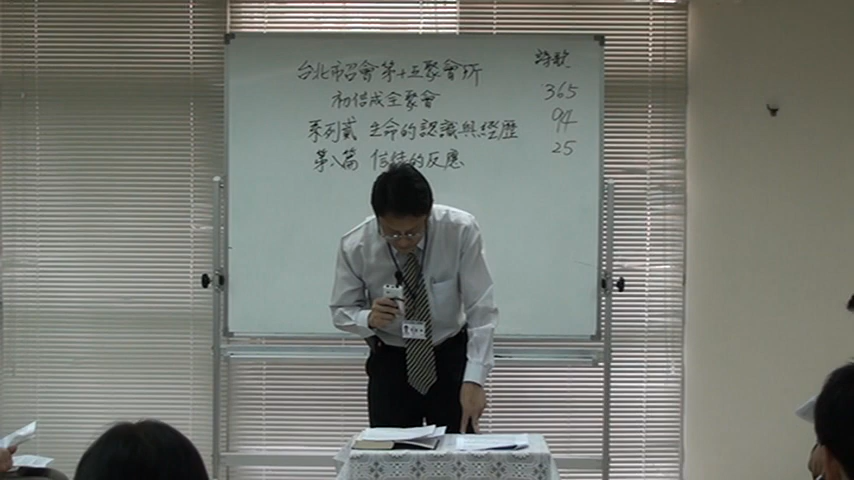 台北市召會第十五聚會所
初信成全聚會
系列貳 生命的認識與經歷
第八篇 信徒的反應
詩歌
365
94
25